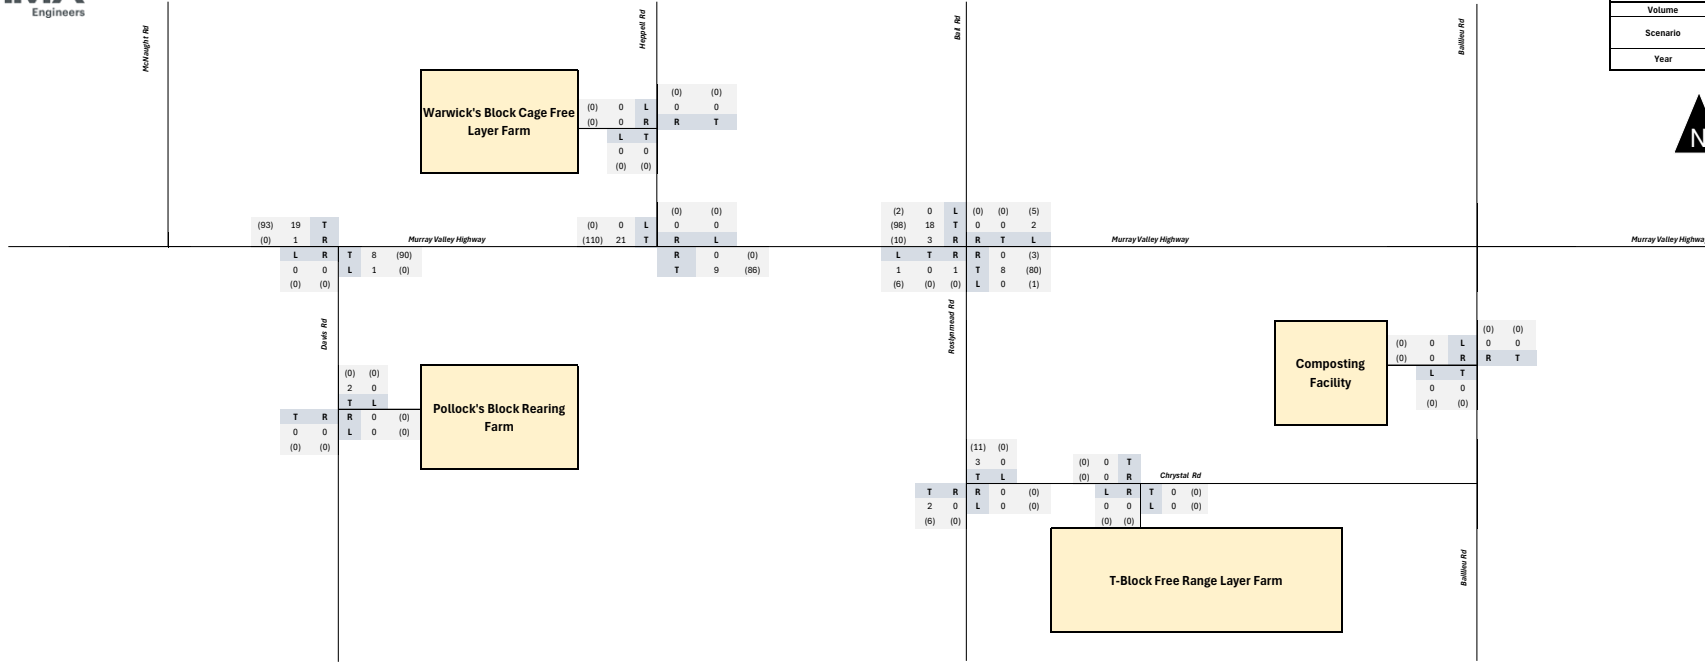 Engineers
Volume
Scenario
Year
McNaught Rd
Heppell Rd
Ball Rd
Baillieu Rd
N
Warwick's Block Cage Free
Layer Farm
(0) (0)
(0) 0 L 0 0
(0) 0 R R T
L T
0 0
(0) (0)
(93) 19 T
(0) 1 R
Murray Valley Highway
L R T 8 (90)
0 0 L 1 (0)
(0) (0)
(0) (0)
(0) 0 L 0 0
(110) 21 T R L
R 0 (0)
T 9 (86)
(2) 0 L (0) (0) (5)
(98) 18 T 0 0 2
(10) 3 R R T L
Murray Valley Highway
Murray Valley Highway
L T R R 0 (3)
1 0 1 T 8 (80)
(6) (0) (0) L 0 (1)
Davis Rd
Roslynmead Rd
(0) (0)
2 0
T L
T R R 0 (0)
0 0 L 0 (0)
(0) (0)
Pollock's Block Rearing
Farm
Composting
Facility
(0) (0)
(0) 0 L 0 0
(0) 0 R R T
L T
0 0
(0) (0)
(11) (0)
3 0
T L
T R R 0 (0)
2 0 L 0 (0)
(6) (0)
(0) 0 T
(0) 0 R
Chrystal Rd
L R T 0 (0)
0 0 L 0 (0)
(0) (0)
T-Block Free Range Layer Farm
Baillieu Rd